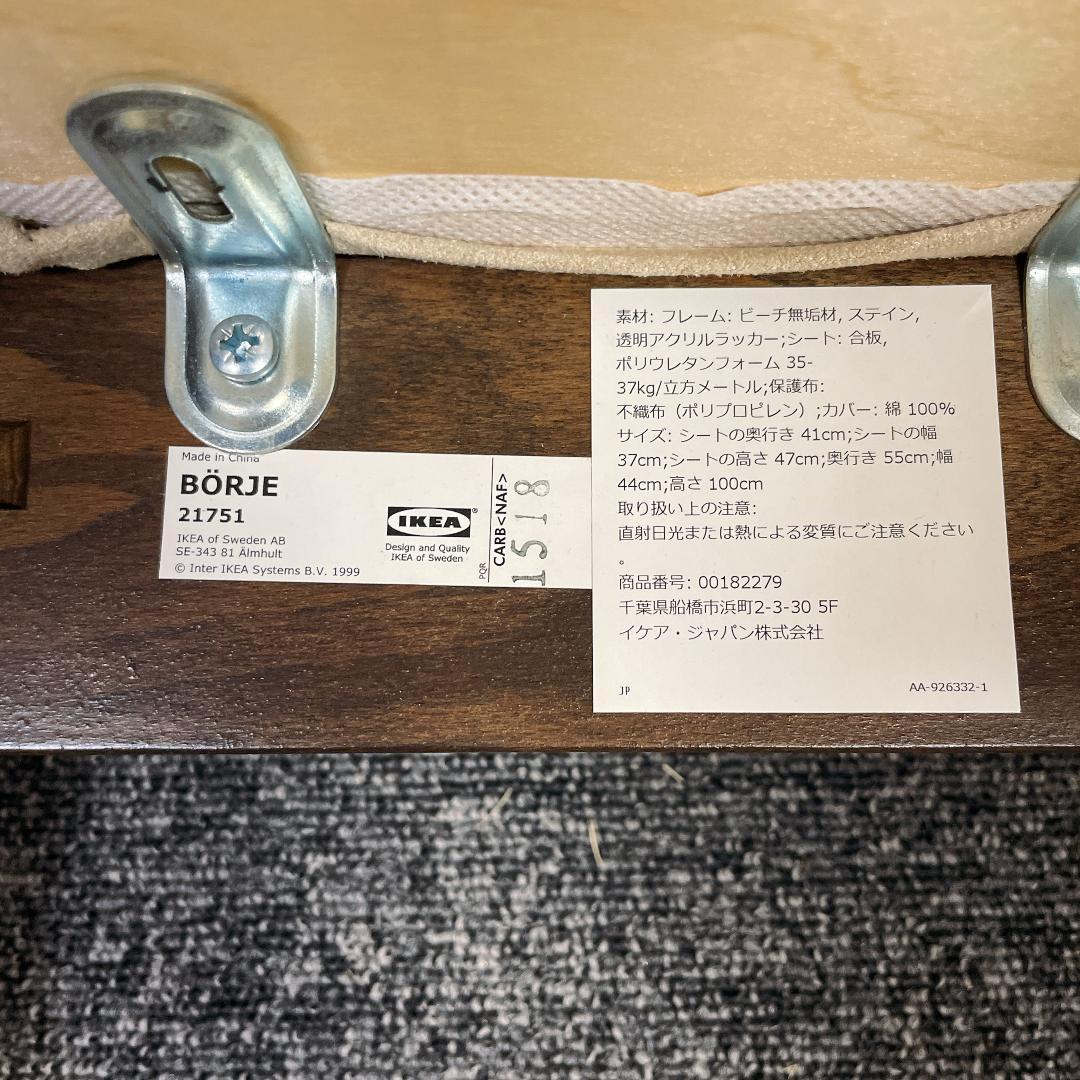 Made in China
BÖRJE
21751
IKEA of Sweden AB
SE-343 81 Älmhult
© Inter IKEA Systems B.V. 1999
IKEA®
Design and Quality
IKEA of Sweden
PQR
CARB<NAF>
1518
素材: フレーム: ビーチ無垢材, ステイン,
透明アクリルラッカー;シート: 合板,
ポリウレタンフォーム 35-
37kg/立方メートル;保護布:
不織布（ポリプロピレン）;カバー: 綿 100%
サイズ: シートの奥行き 41cm;シートの幅
37cm;シートの高さ 47cm;奥行き 55cm;幅
44cm;高さ 100cm
取り扱い上の注意:
直射日光または熱による変質にご注意ください
。
商品番号: 00182279
千葉県船橋市浜町2-3-30 5F
イケア・ジャパン株式会社
JP
AA-926332-1